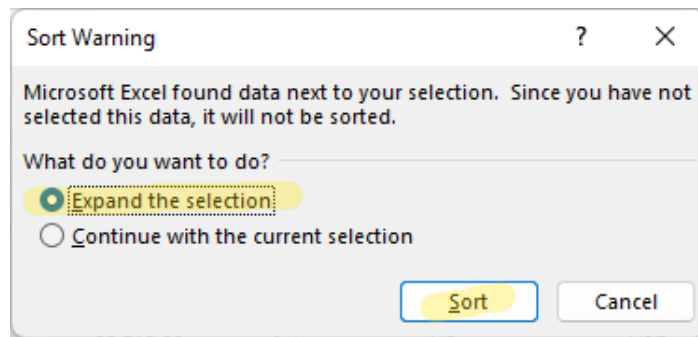 Sort Warning
?
Microsoft Excel found data next to your selection.  Since you have not
selected this data, it will not be sorted.
What do you want to do?
Expand the selection
Continue with the current selection
Sort
Cancel